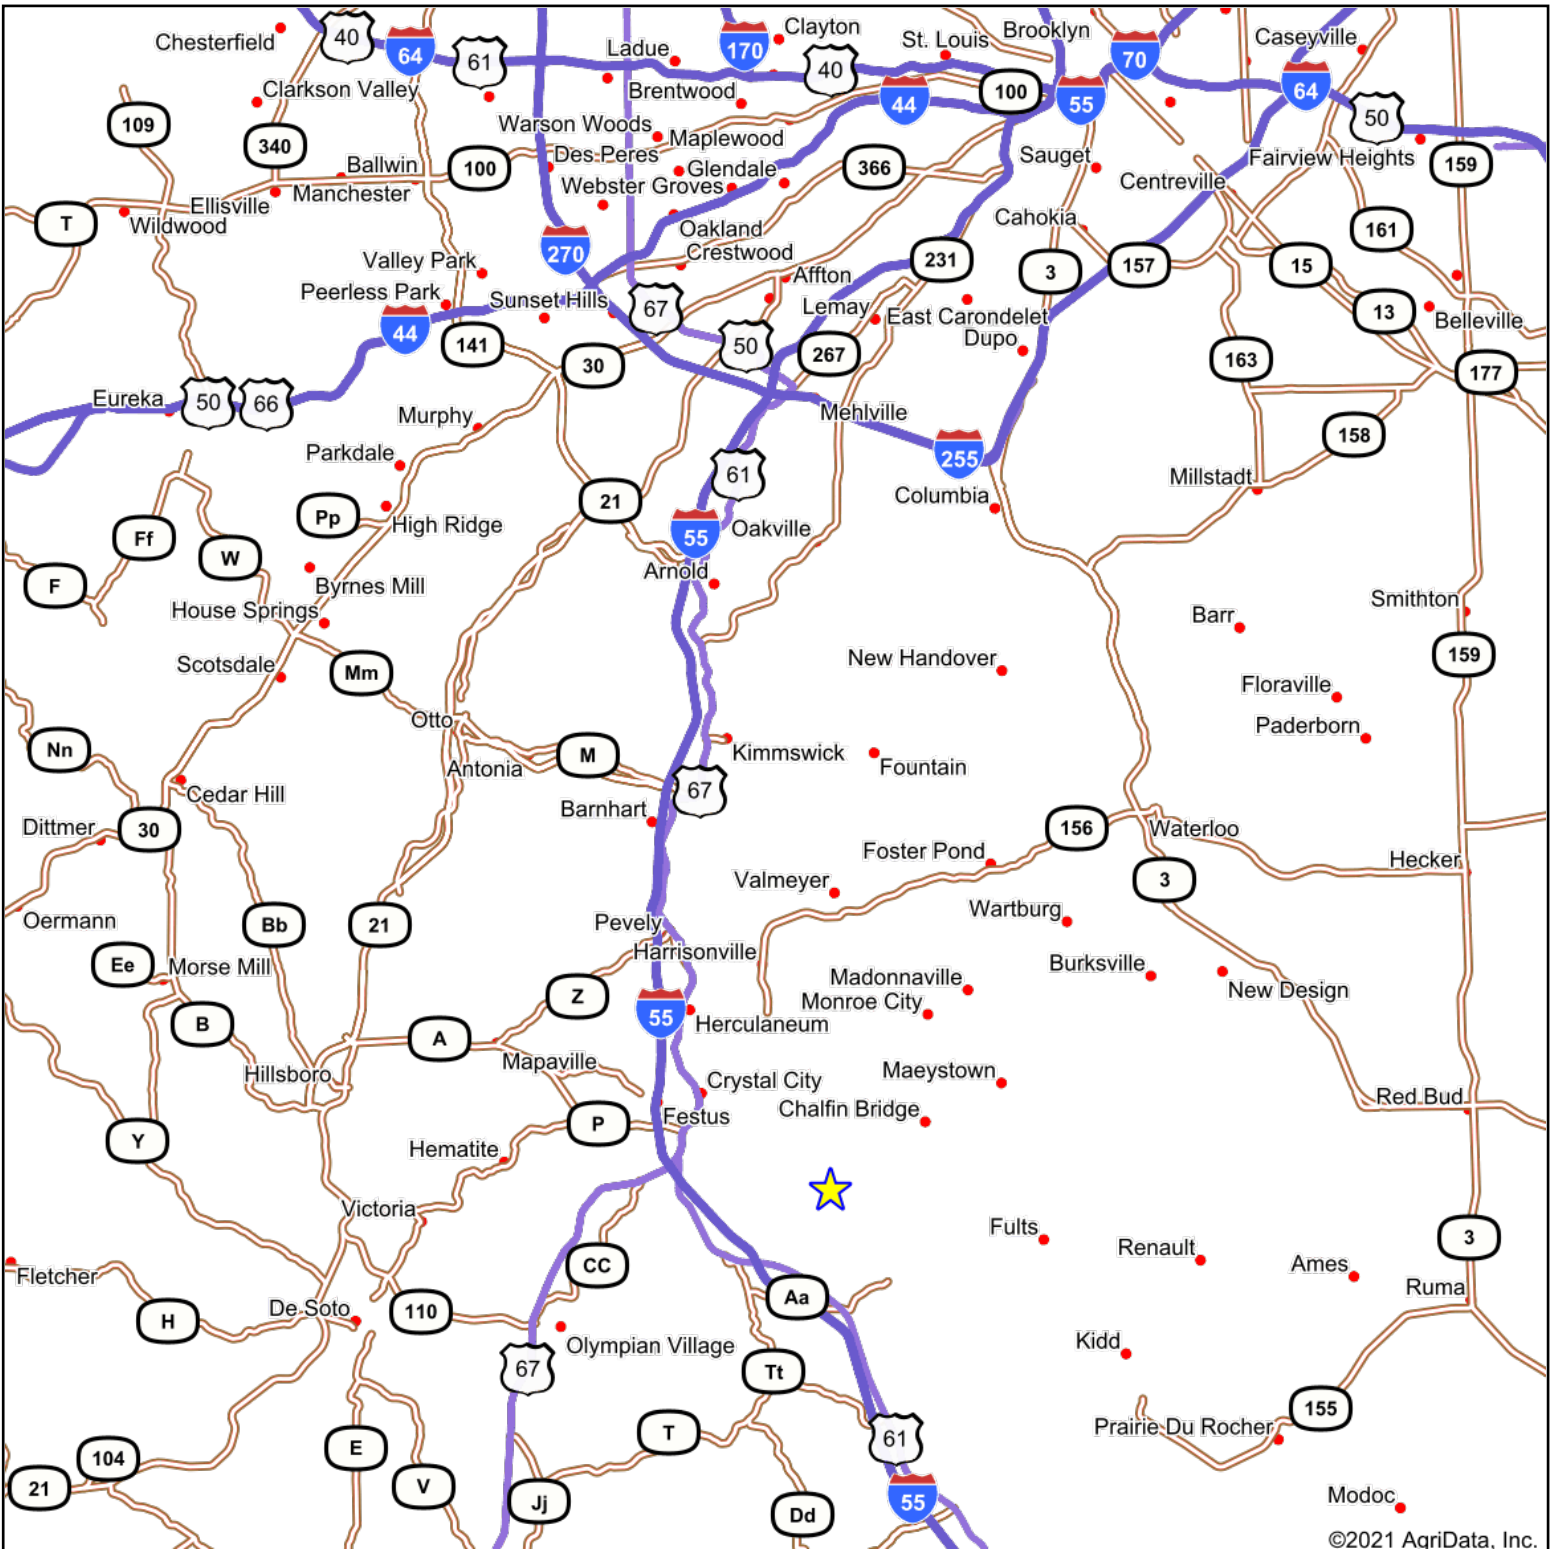 Chesterfield
40
64
61
Ladue
170
Clayton
40
St. Louis
Brooklyn
70
Caseyville
Clarkson Valley
Brentwood
44
100
55
64
50
109
340
Warson Woods
Maplewood
Sauget
Fairview Heights
159
Ballwin
100
Des Peres
Glendale
366
Centreville
Manchester
Webster Groves
Ellisville
T
Wildwood
Oakland
Crestwood
Cahokia
161
270
Valley Park
231
3
157
15
Peerless Park
Sunset Hills
67
Affton
Lemay
East Carondelet
13
Belleville
44
141
50
267
Dupo
163
177
30
Eureka
50
66
Murphy
Mehlville
158
Parkdale
61
255
Millstadt
Columbia
Pp
High Ridge
21
55
Oakville
Ff
W
F
Byrnes Mill
Arnold
House Springs
Barr
Smithton
Scotsdale
Mm
New Handover
159
Floraville
Otto
Paderborn
Nn
Antonia
M
Kimmswick
Fountain
67
Cedar Hill
Barnhart
Dittmer
30
156
Waterloo
Foster Pond
Hecker
Valmeyer
3
Oermann
Bb
21
Pevely
Wartburg
Ee
Morse Mill
Harrisonville
Burksville
Madonnaville
New Design
Z
Monroe City
B
A
55
Herculaneum
Hillsboro
Mapaville
Maeystown
Crystal City
Chalfin Bridge
Red Bud
Festus
Y
P
Hematite
Victoria
Fults
Renault
3
Ames
Fletcher
CC
Ruma
H
De Soto
110
Aa
Olympian Village
Kidd
67
Tt
155
Prairie Du Rocher
T
61
E
104
21
V
Jj
Dd
55
Modoc
©2021 AgriData, Inc.